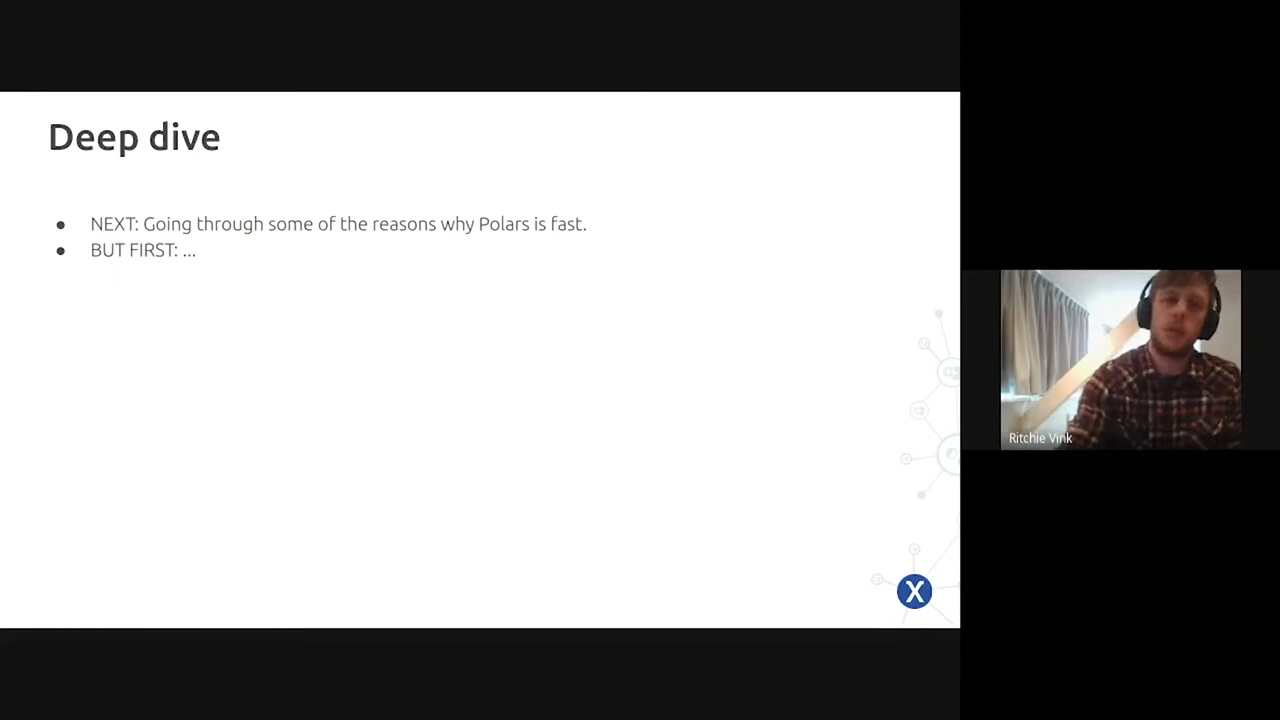 Deep dive
● NEXT: Going through some of the reasons why Polars is fast.
● BUT FIRST: ...
X
Ritchie Vink